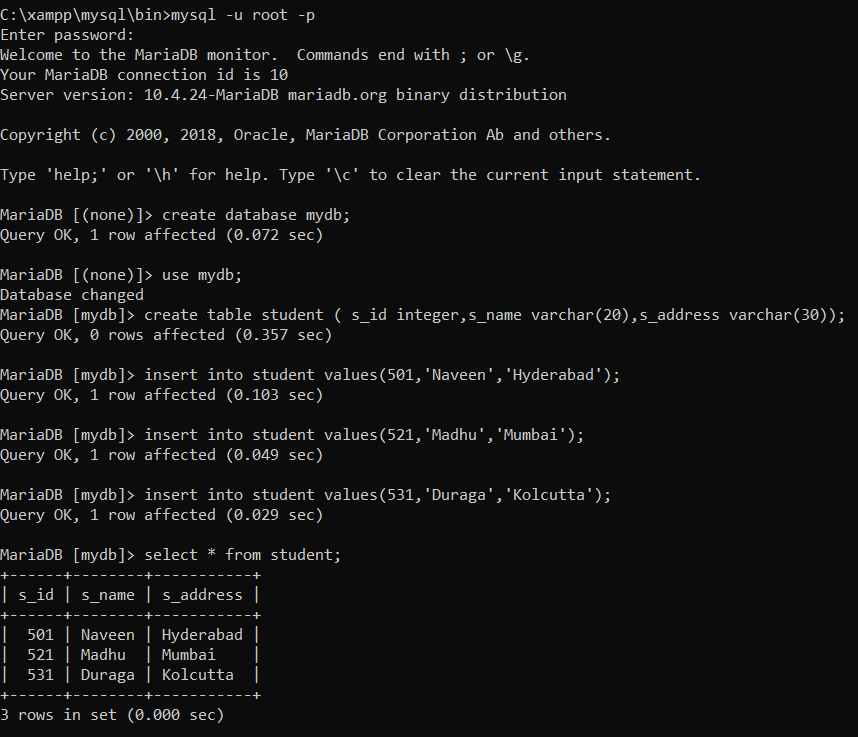 C:\xampp\mysql\bin>mysql -u root -p
Enter password:
Welcome to the MariaDB monitor.  Commands end with ; or \g.
Your MariaDB connection id is 10
Server version: 10.4.24-MariaDB mariadb.org binary distribution

Copyright (c) 2000, 2018, Oracle, MariaDB Corporation Ab and others.

Type 'help;' or '\h' for help. Type '\c' to clear the current input statement.

MariaDB [(none)]> create database mydb;
Query OK, 1 row affected (0.072 sec)

MariaDB [(none)]> use mydb;
Database changed
MariaDB [mydb]> create table student ( s_id integer,s_name varchar(20),s_address varchar(30));
Query OK, 0 rows affected (0.357 sec)

MariaDB [mydb]> insert into student values(501,'Naveen','Hyderabad');
Query OK, 1 row affected (0.103 sec)

MariaDB [mydb]> insert into student values(521,'Madhu','Mumbai');
Query OK, 1 row affected (0.049 sec)

MariaDB [mydb]> insert into student values(531,'Duraga','Kolcutta');
Query OK, 1 row affected (0.029 sec)

MariaDB [mydb]> select * from student;
+------+--------+-----------+
| s_id | s_name | s_address |
+------+--------+-----------+
|  501 | Naveen | Hyderabad |
|  521 | Madhu  | Mumbai    |
|  531 | Duraga | Kolcutta  |
+------+--------+-----------+
3 rows in set (0.000 sec)